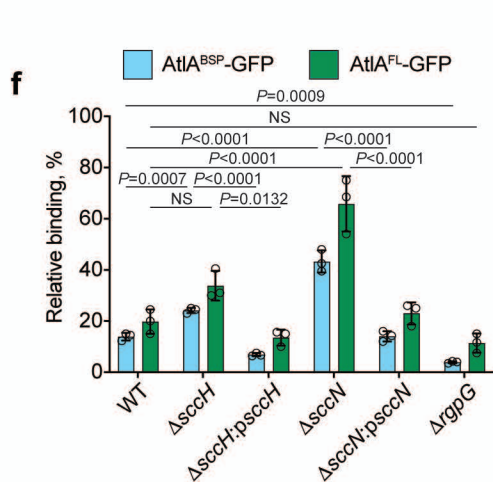 AtlA^BSP-GFP AtlA^FL-GFP
f
P=0.0009
NS
P<0.0001 P<0.0001
P<0.0001 P<0.0001
P=0.0007 P<0.0001
NS P=0.0132
Relative binding, %
100
80
60
40
20
0
WT
ΔsccH
ΔsccH:psccH
ΔsccN
ΔsccN:psccN
ΔrgpG